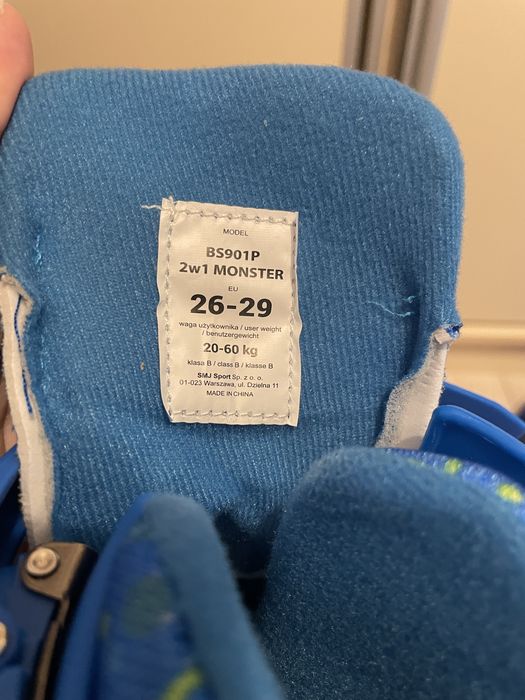 MODEL
BS901P
2w1 MONSTER
EU
26-29
waga użytkownika / user weight
/ benutzergewicht
20-60 kg
klasa B / class B / klasse B
SMJ Sport Sp. z o. o.
01-023 Warszawa, ul. Dzielna 11
MADE IN CHINA